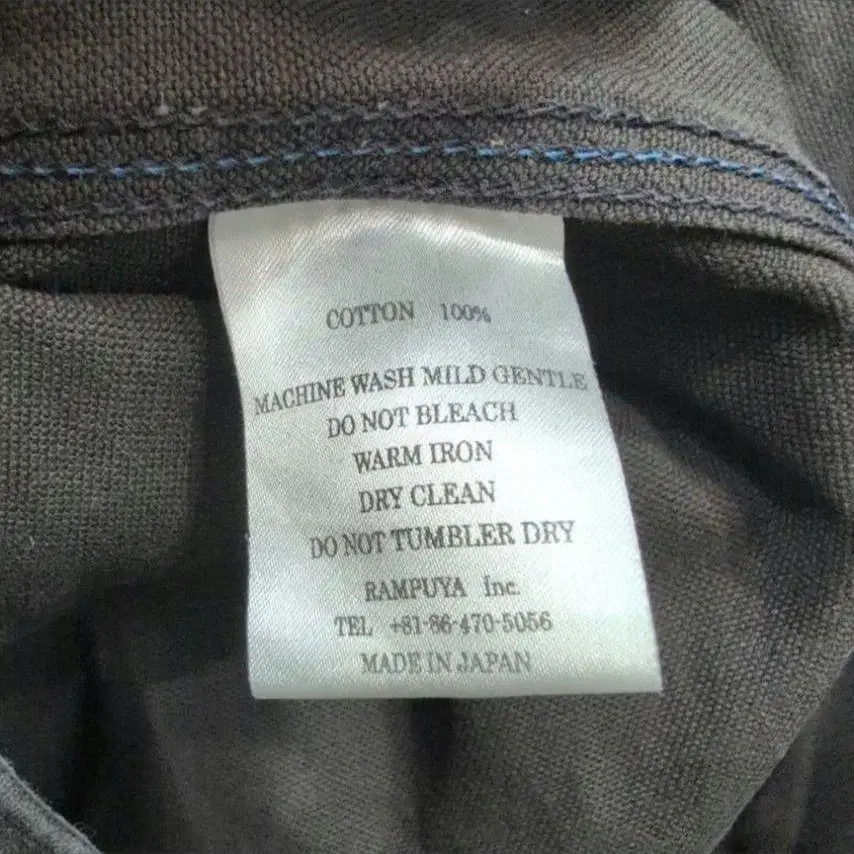 COTTON 100%
MACHINE WASH MILD GENTLE
DO NOT BLEACH
WARM IRON
DRY CLEAN
DO NOT TUMBLER DRY
RAMPUYA Inc.
TEL +81-86-470-5056
MADE IN JAPAN